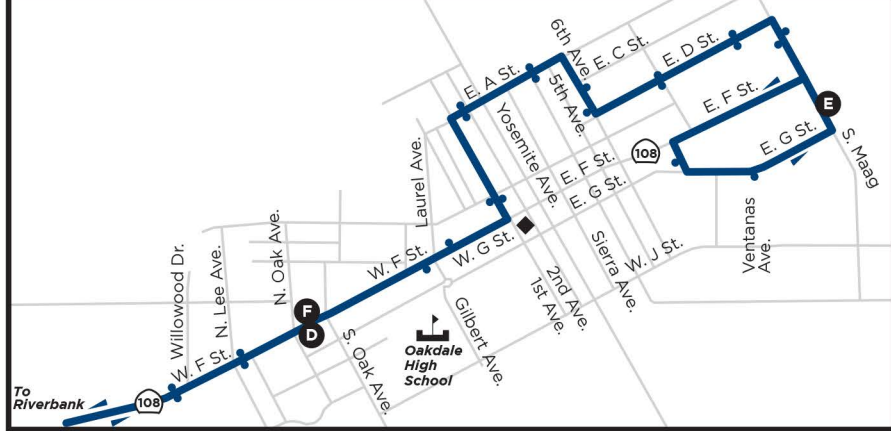 6th Ave.
E. C St.
E. D St.
E. A St.
5th Ave.
E. F St.
E
Yosemite Ave.
E. G St.
S. Maag
108
E. F St.
E. G St.
Laurel Ave.
Ventanas
Ave.
W. G St.
W. F St.
Sierra Ave.
W. J St.
N. Oak Ave.
N. Lee Ave.
Willowood Dr.
2nd Ave.
1st Ave.
F
D
Gilbert Ave.
S. Oak Ave.
Oakdale
High
School
W. F St.
To
Riverbank
108